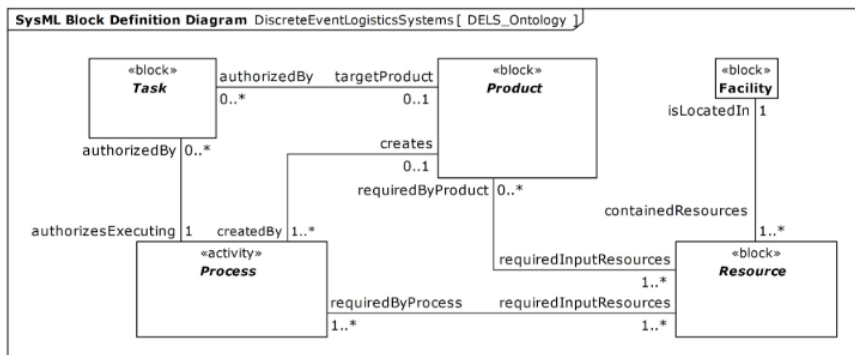 SysML Block Definition Diagram DiscreteEventLogisticsSystems [ DELS_Ontology ]
«block»
Task
authorizedBy
0..*
targetProduct
0..1
«block»
Product
«block»
Facility
isLocatedIn 1
authorizedBy 0..*
creates
0..1
requiredByProduct 0..*
containedResources
1..*
authorizesExecuting 1
createdBy 1..*
«activity»
Process
requiredInputResources
1..*
«block»
Resource
requiredByProcess
1..*
requiredInputResources
1..*